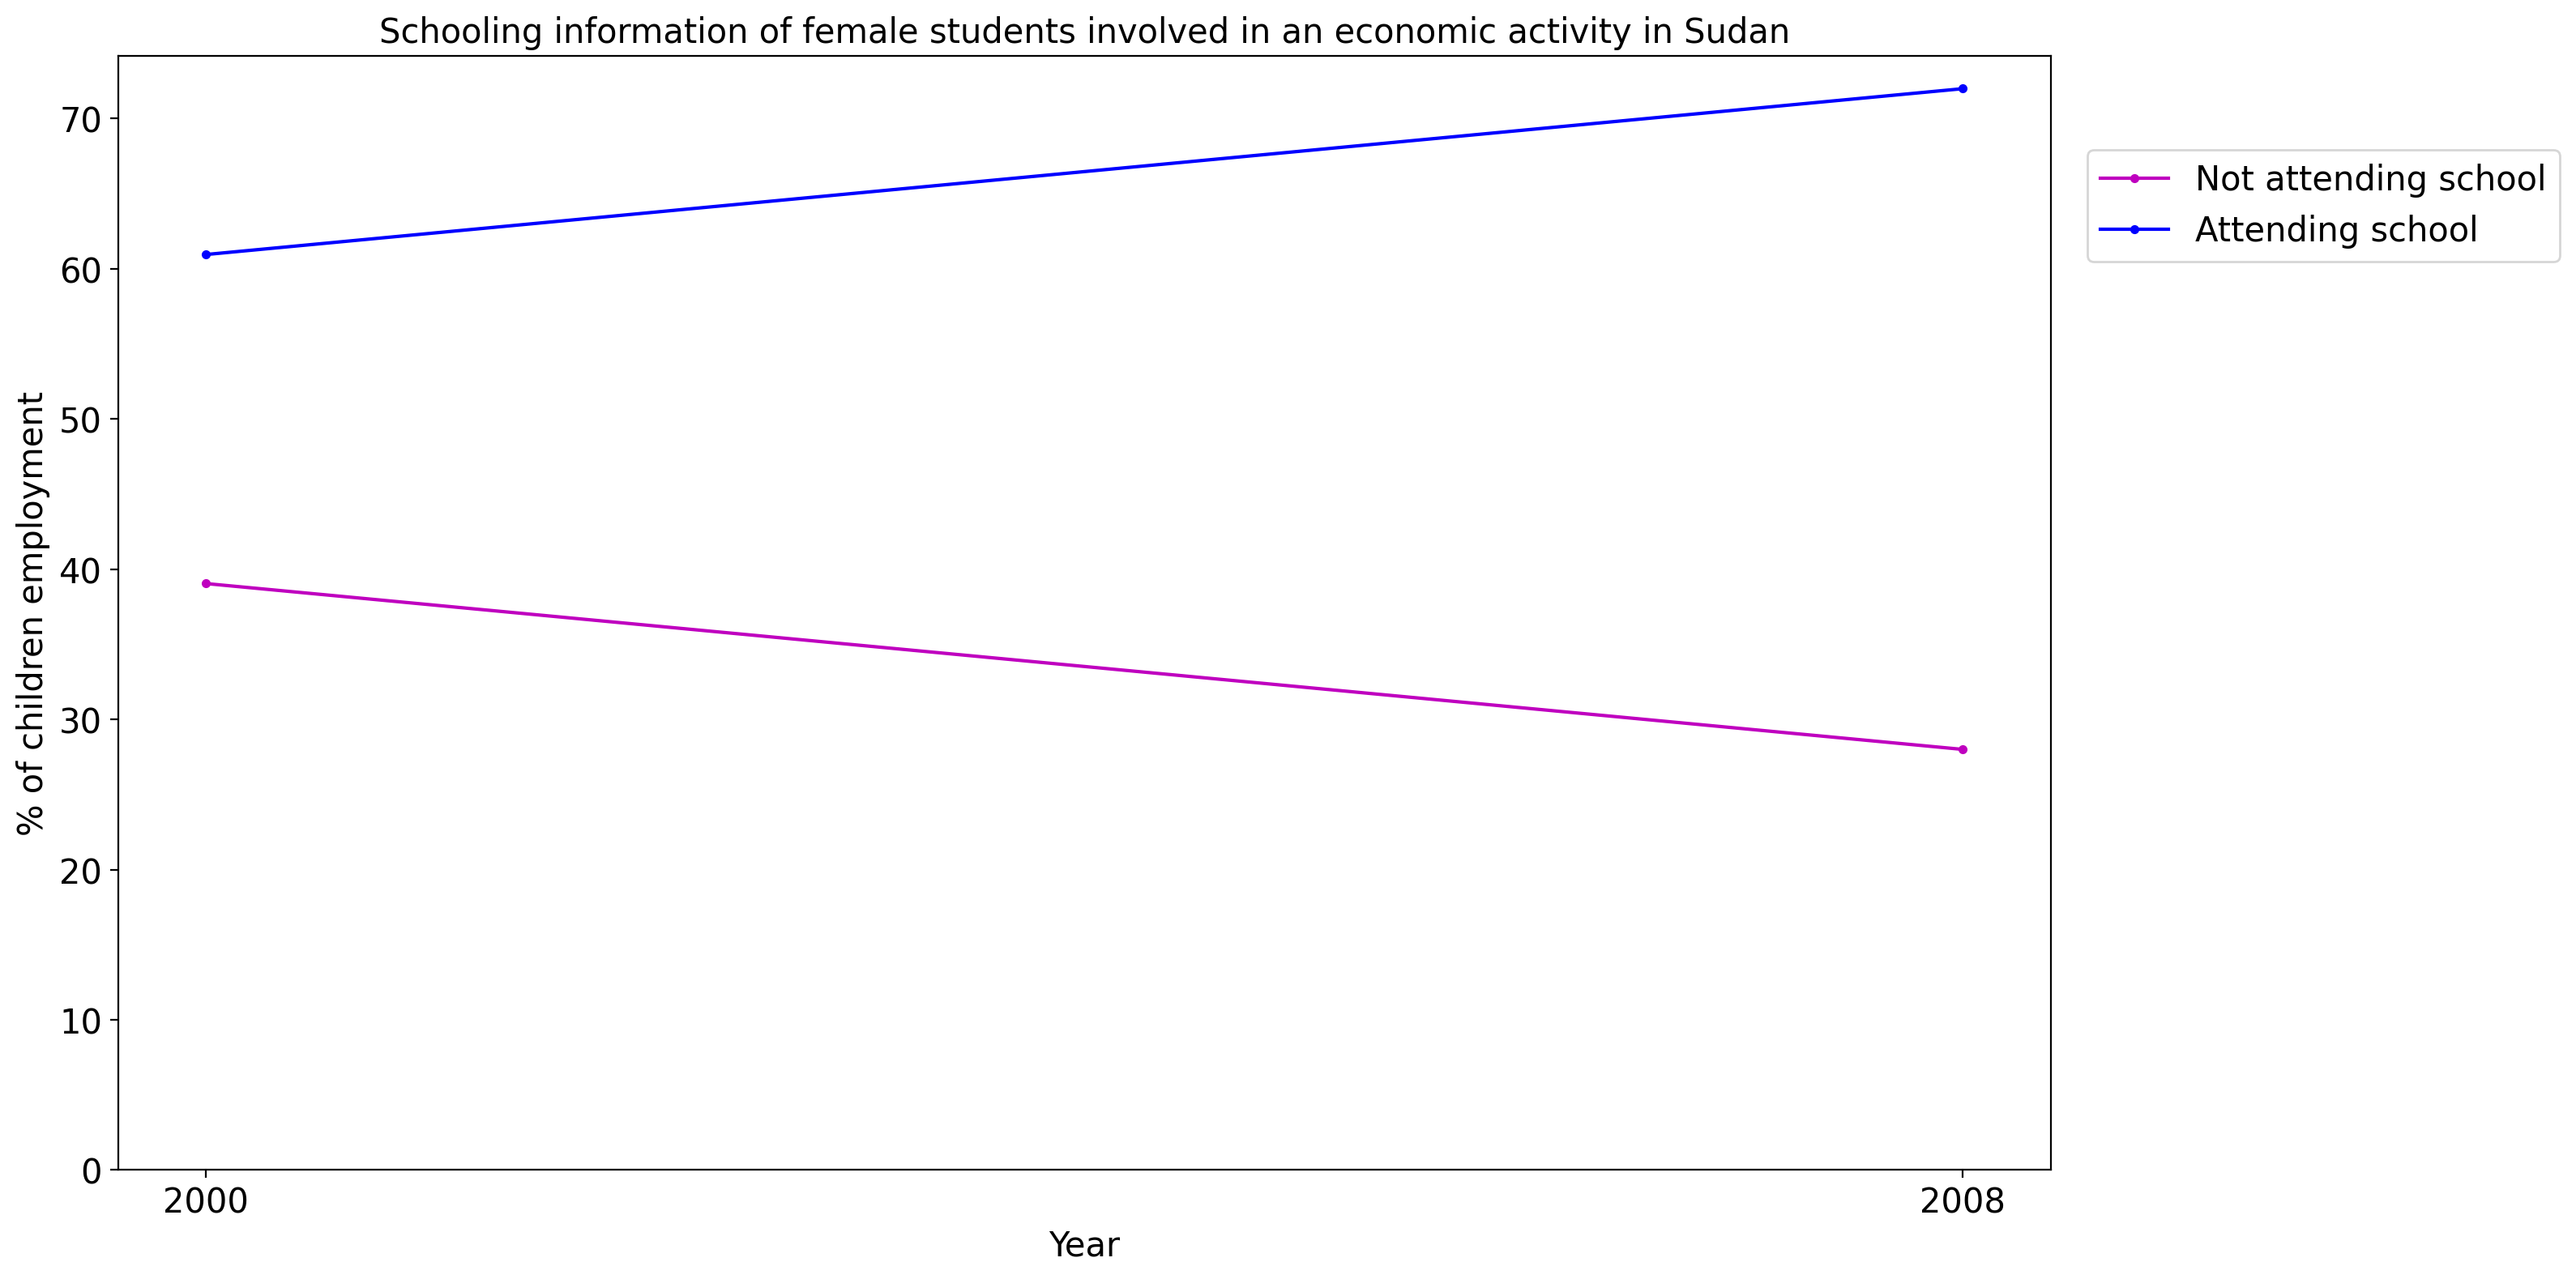 Schooling information of female students involved in an economic activity in Sudan
70
60
50
40
30
20
10
0
% of children employment
2000
2008
Year
Not attending school
Attending school